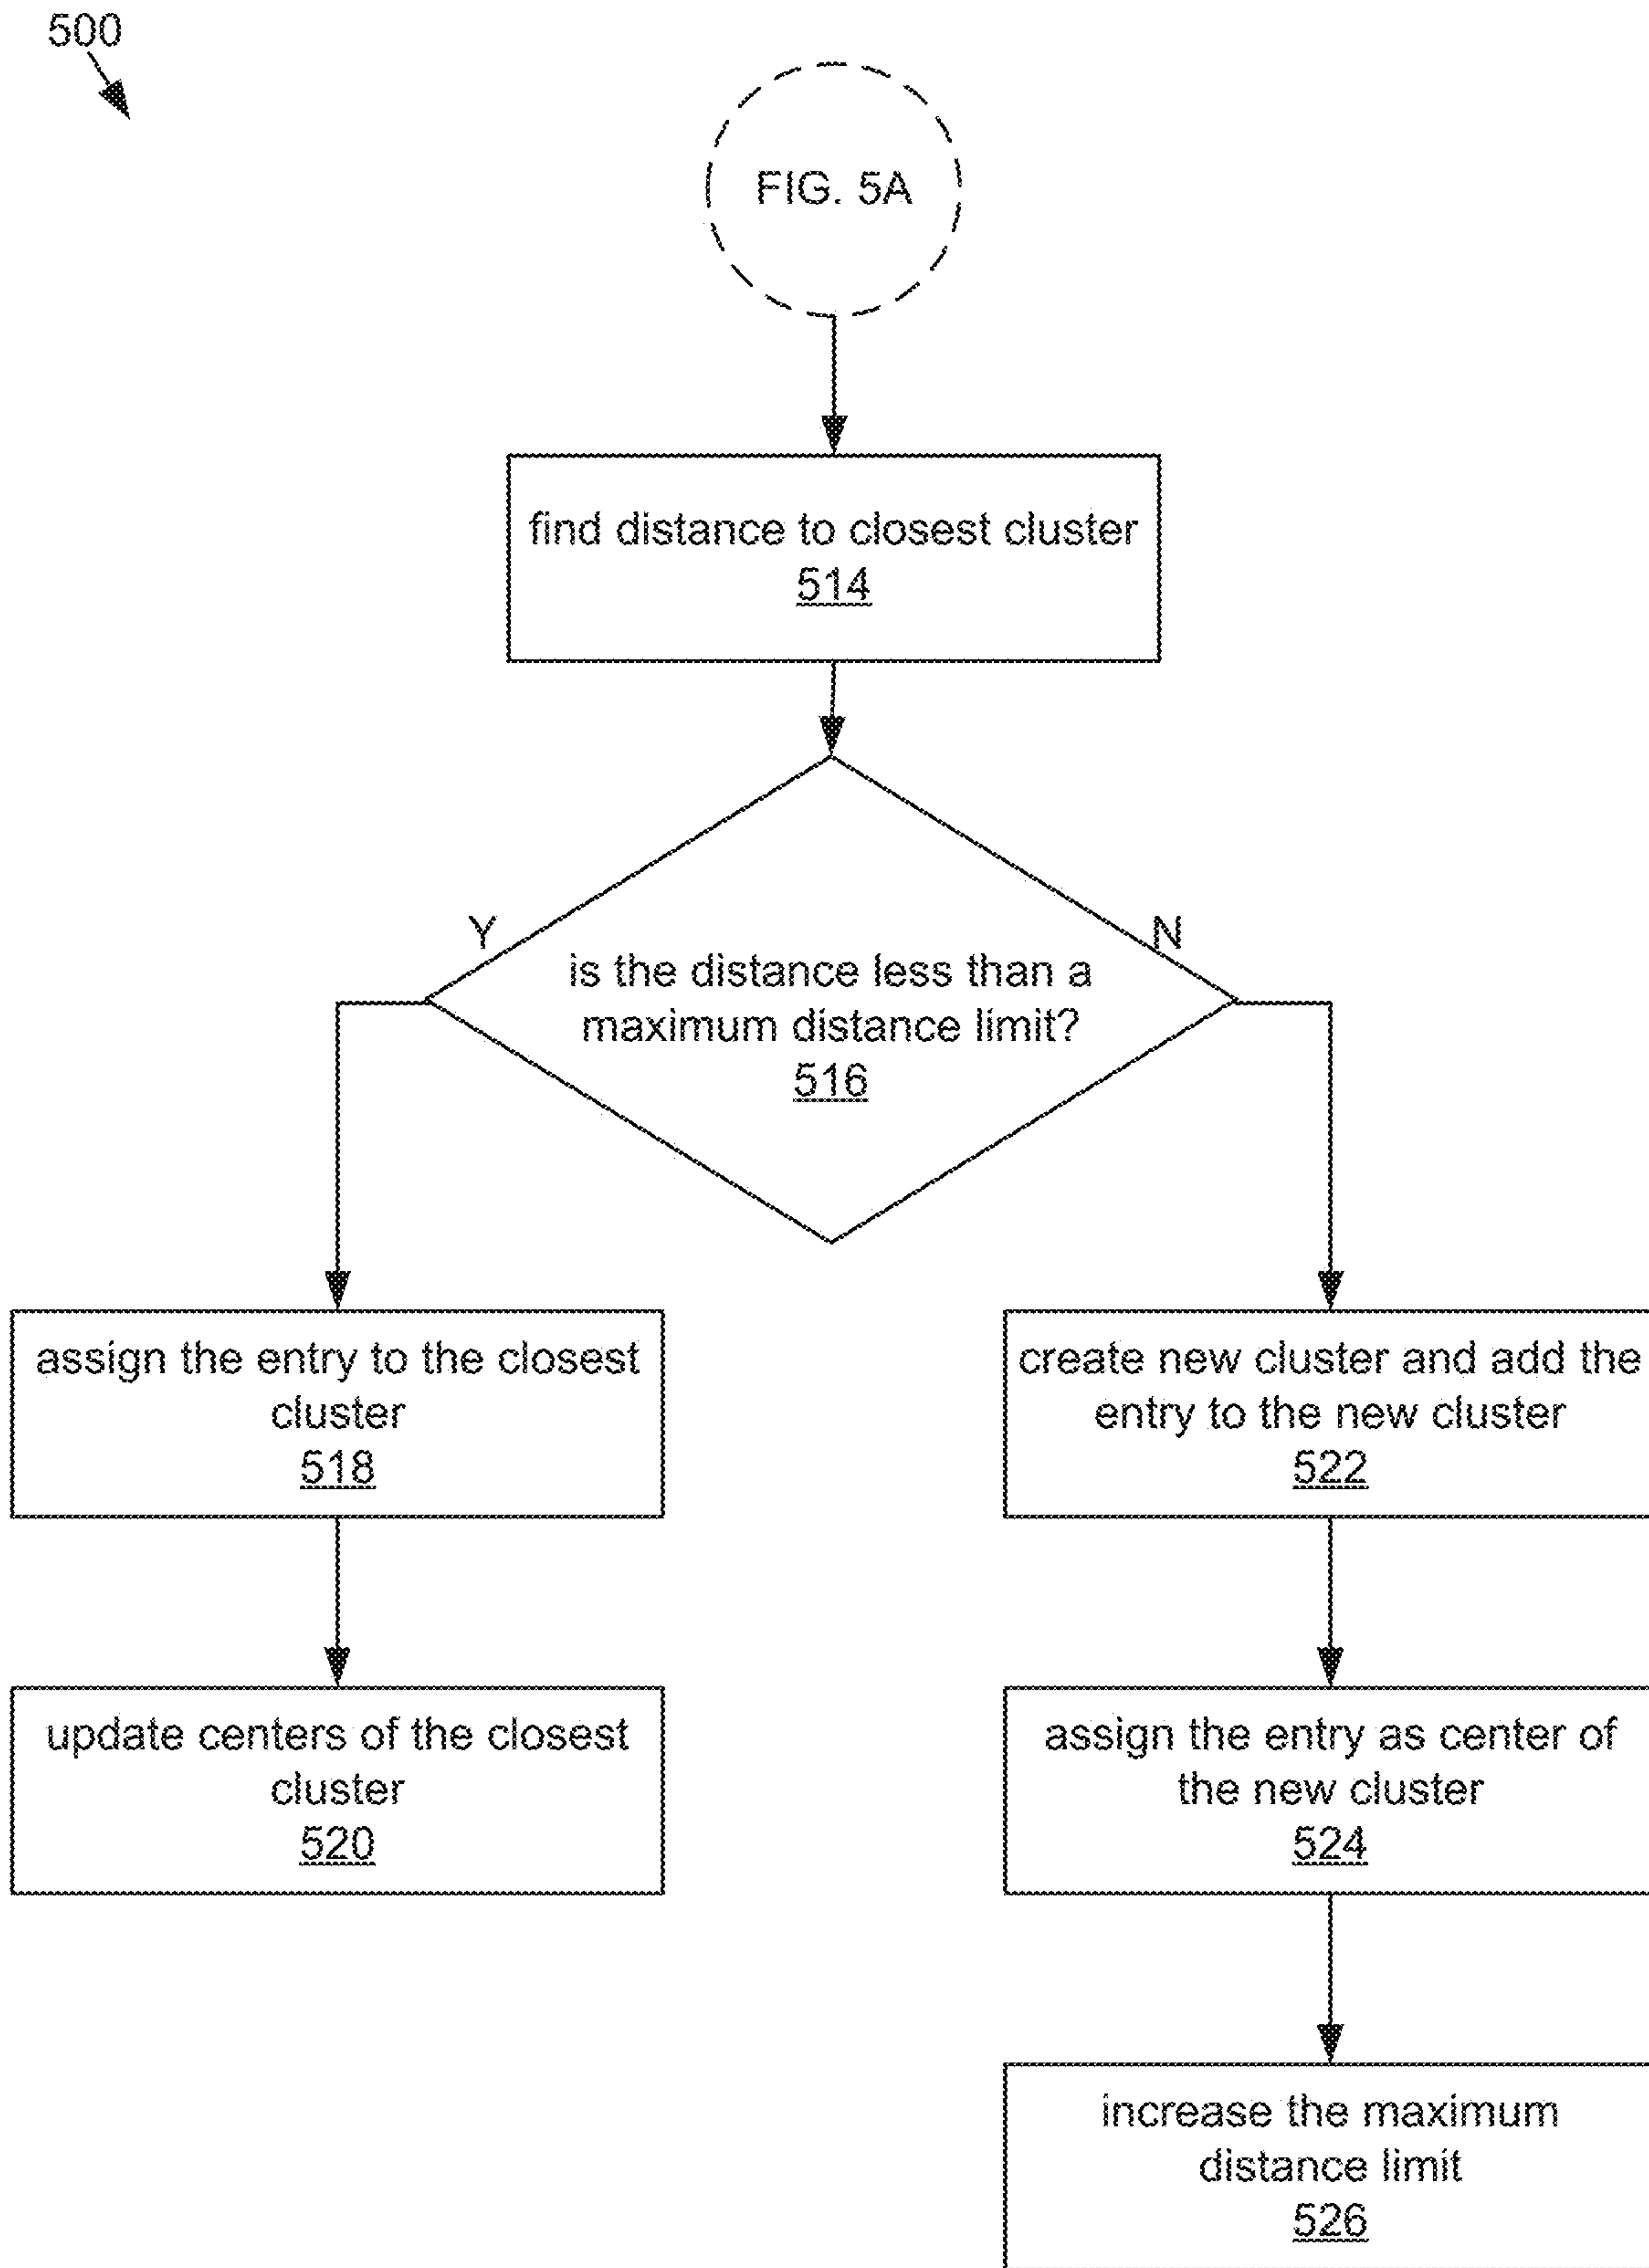 500
FIG. 5A
find distance to closest cluster
514
Y
N
is the distance less than a
maximum distance limit?
516
assign the entry to the closest
cluster
518
create new cluster and add the
entry to the new cluster
522
update centers of the closest
cluster
520
assign the entry as center of
the new cluster
524
increase the maximum
distance limit
526